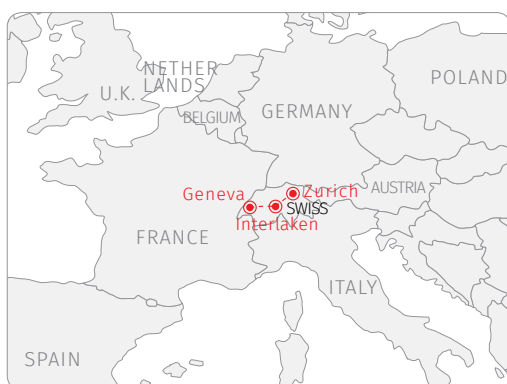 NETHER
LANDS
POLAND
U.K.
GERMANY
BELGIUM
Geneva
Zurich
AUSTRIA
SWISS
Interlaken
FRANCE
ITALY
SPAIN